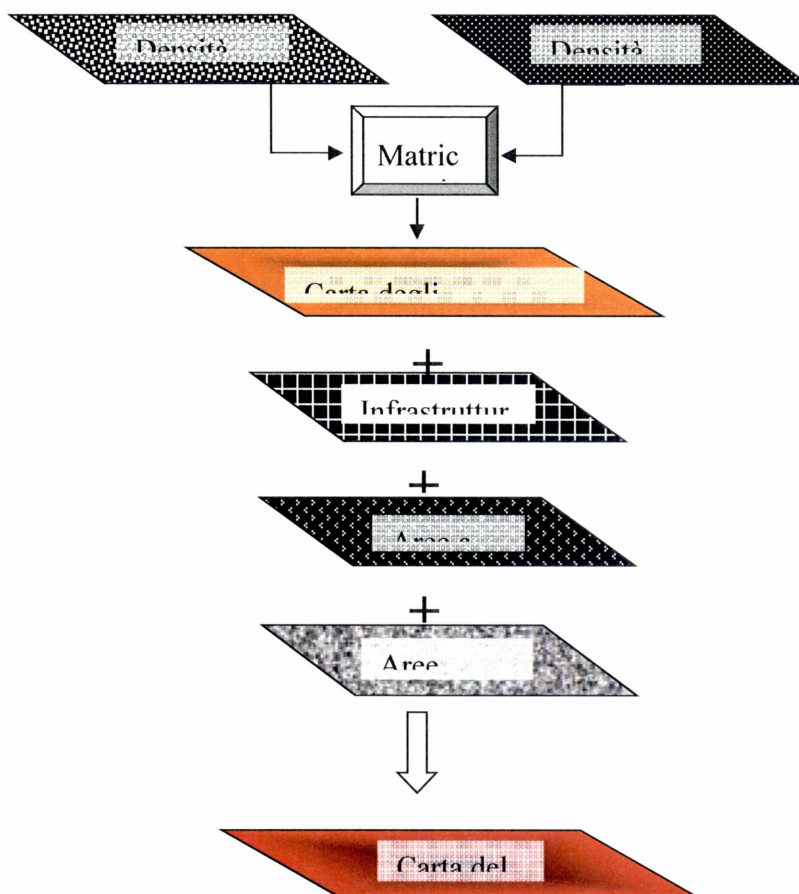 Densità
Densità
Matric
+
Carta degli
+
Infrastruttur
+
Aree
Carta del